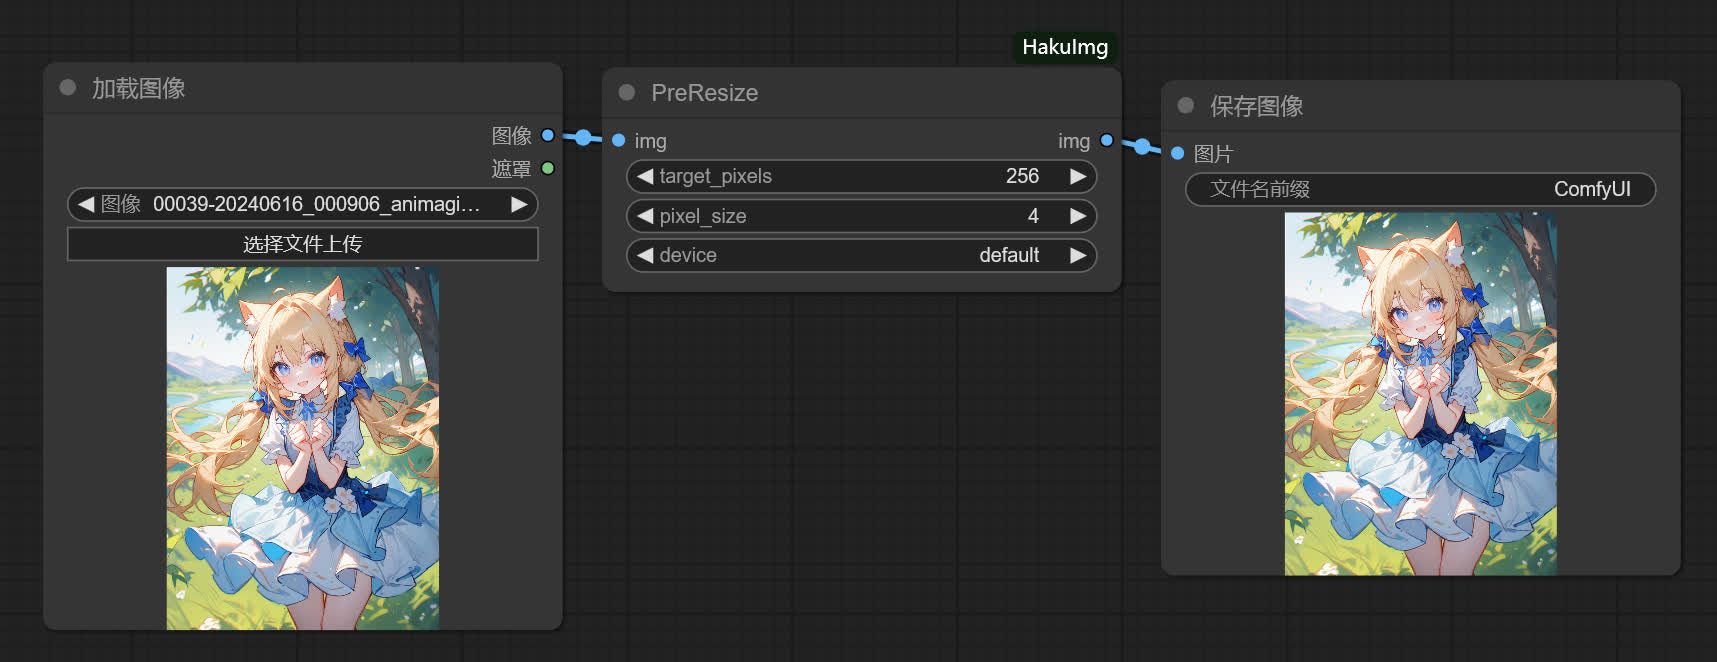 加载图像
图像
遮罩
图像 00039-20240616_000906_animagi...
选择文件上传
HakuImg
PreResize
img img
target_pixels 256
pixel_size 4
device default
保存图像
图片
文件名前缀 ComfyUI